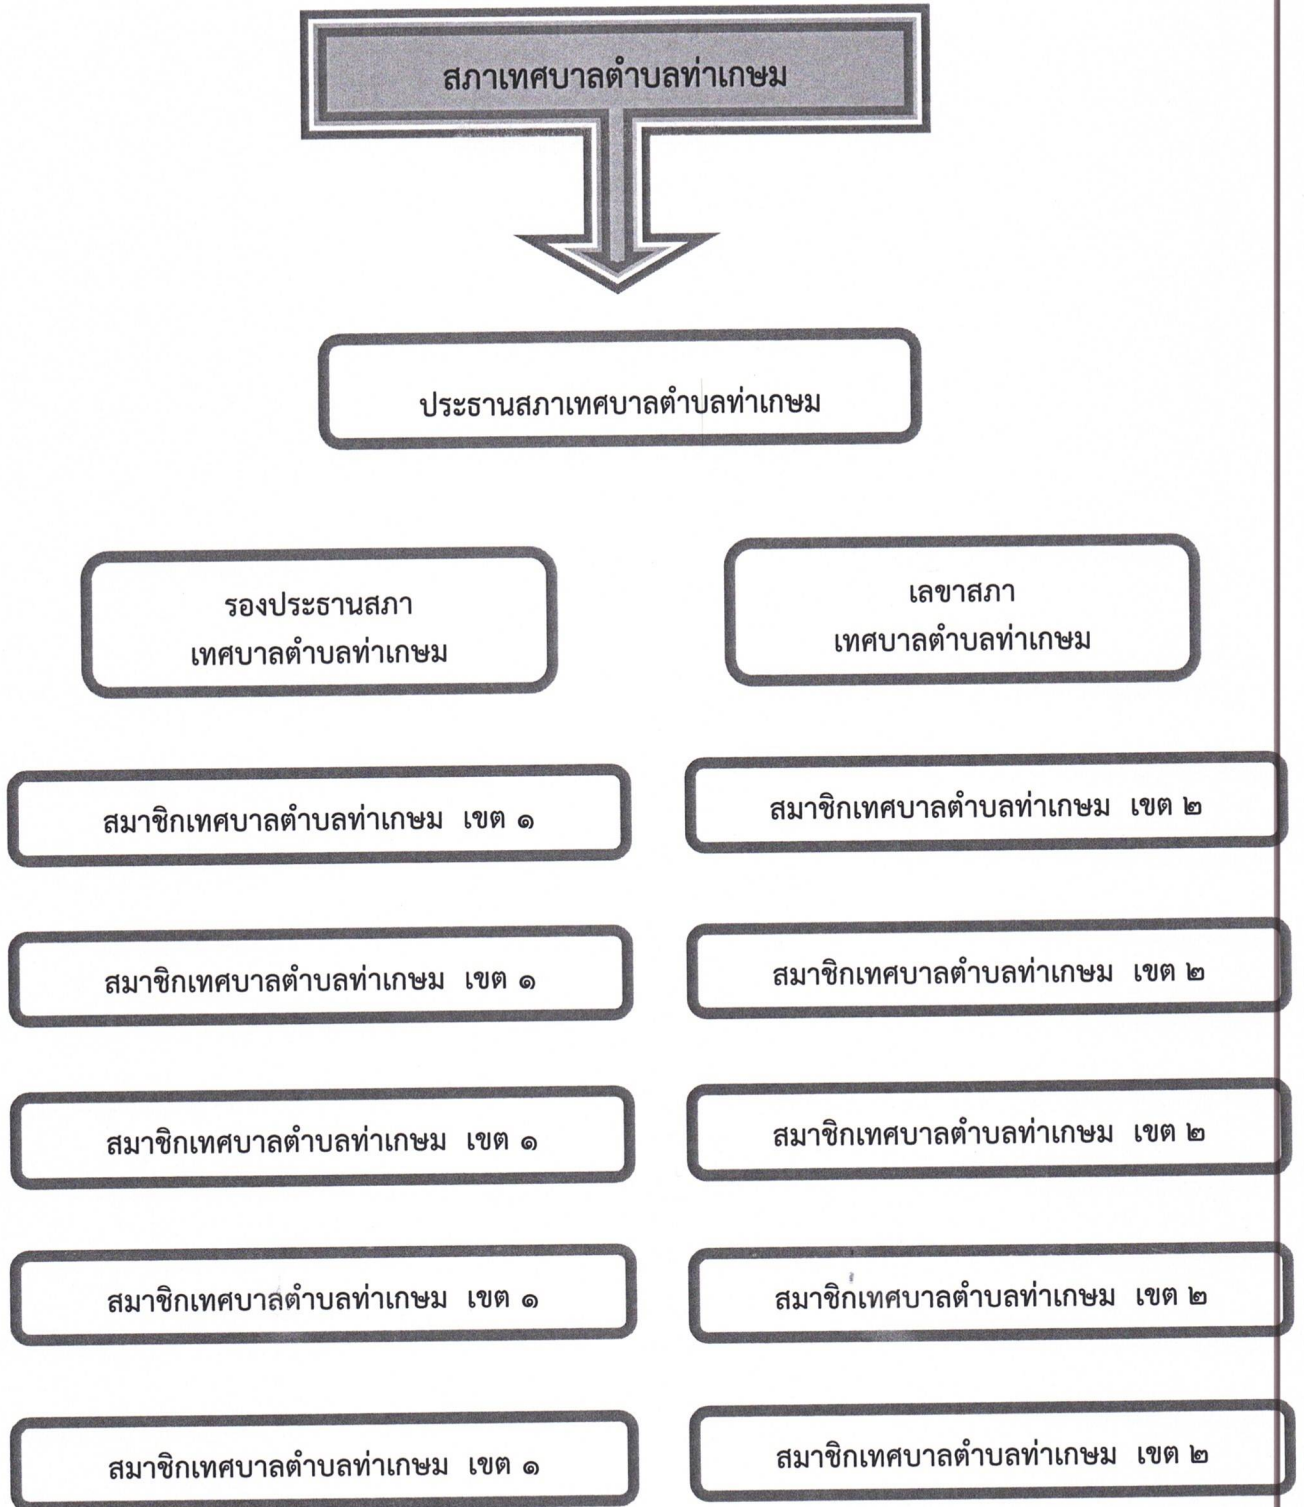 สภาเทศบาลตำบลท่าเกษม
ประธานสภาเทศบาลตำบลท่าเกษม
รองประธานสภา
เทศบาลตำบลท่าเกษม
เลขาสภา
เทศบาลตำบลท่าเกษม
สมาชิกเทศบาลตำบลท่าเกษม เขต ๑
สมาชิกเทศบาลตำบลท่าเกษม เขต ๒
สมาชิกเทศบาลตำบลท่าเกษม เขต ๑
สมาชิกเทศบาลตำบลท่าเกษม เขต ๒
สมาชิกเทศบาลตำบลท่าเกษม เขต ๑
สมาชิกเทศบาลตำบลท่าเกษม เขต ๒
สมาชิกเทศบาลตำบลท่าเกษม เขต ๑
สมาชิกเทศบาลตำบลท่าเกษม เขต ๒
สมาชิกเทศบาลตำบลท่าเกษม เขต ๑
สมาชิกเทศบาลตำบลท่าเกษม เขต ๒